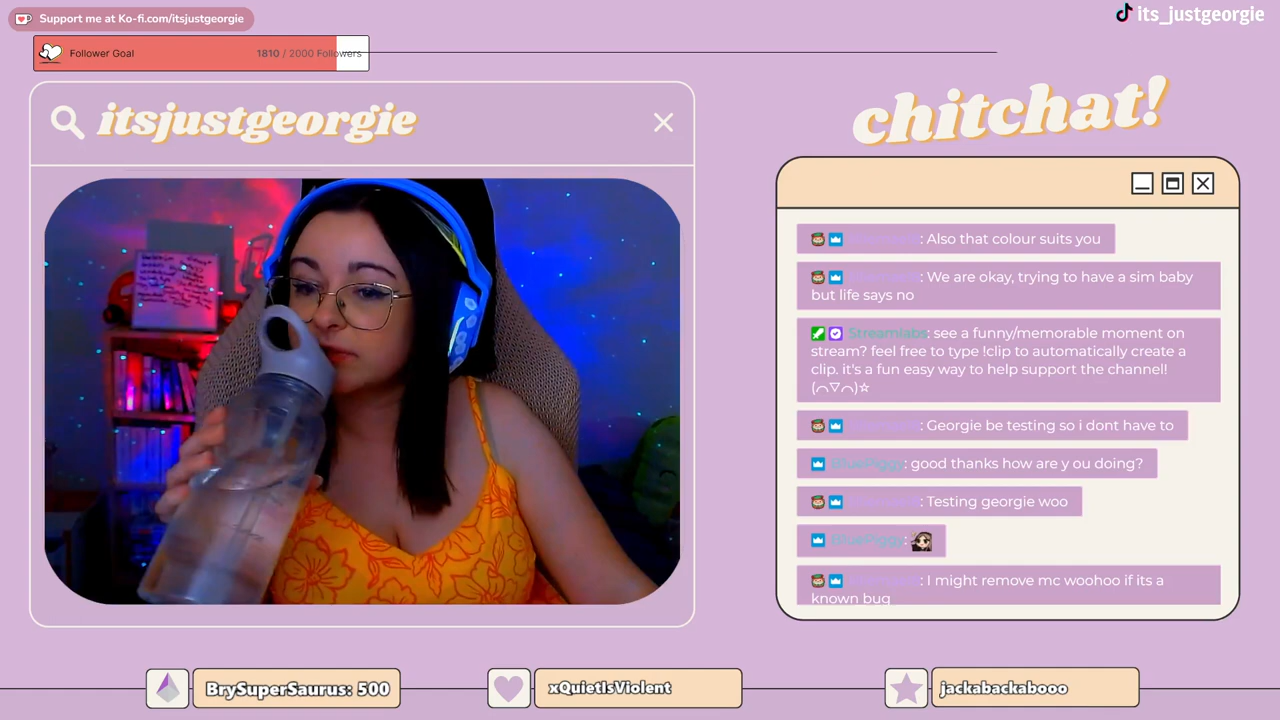 Support me at Ko-fi.com/itsjustgeorgie
its_justgeorgie
Follower Goal
1810 / 2000 Followers
itsjustgeorgie
chitchat!
: Also that colour suits you
: We are okay, trying to have a sim baby
but life says no
Streamlabs: see a funny/memorable moment on
stream? feel free to type !clip to automatically create a
clip. it's a fun easy way to help support the channel!
(⌒▽⌒)☆
: Georgie be testing so i dont have to
BluePiggy: good thanks how are y ou doing?
: Testing georgie woo
BluePiggy:
: I might remove mc woohoo if its a
known bug
BrySuperSaurus: 500
xQuietIsViolent
jackabackabooo